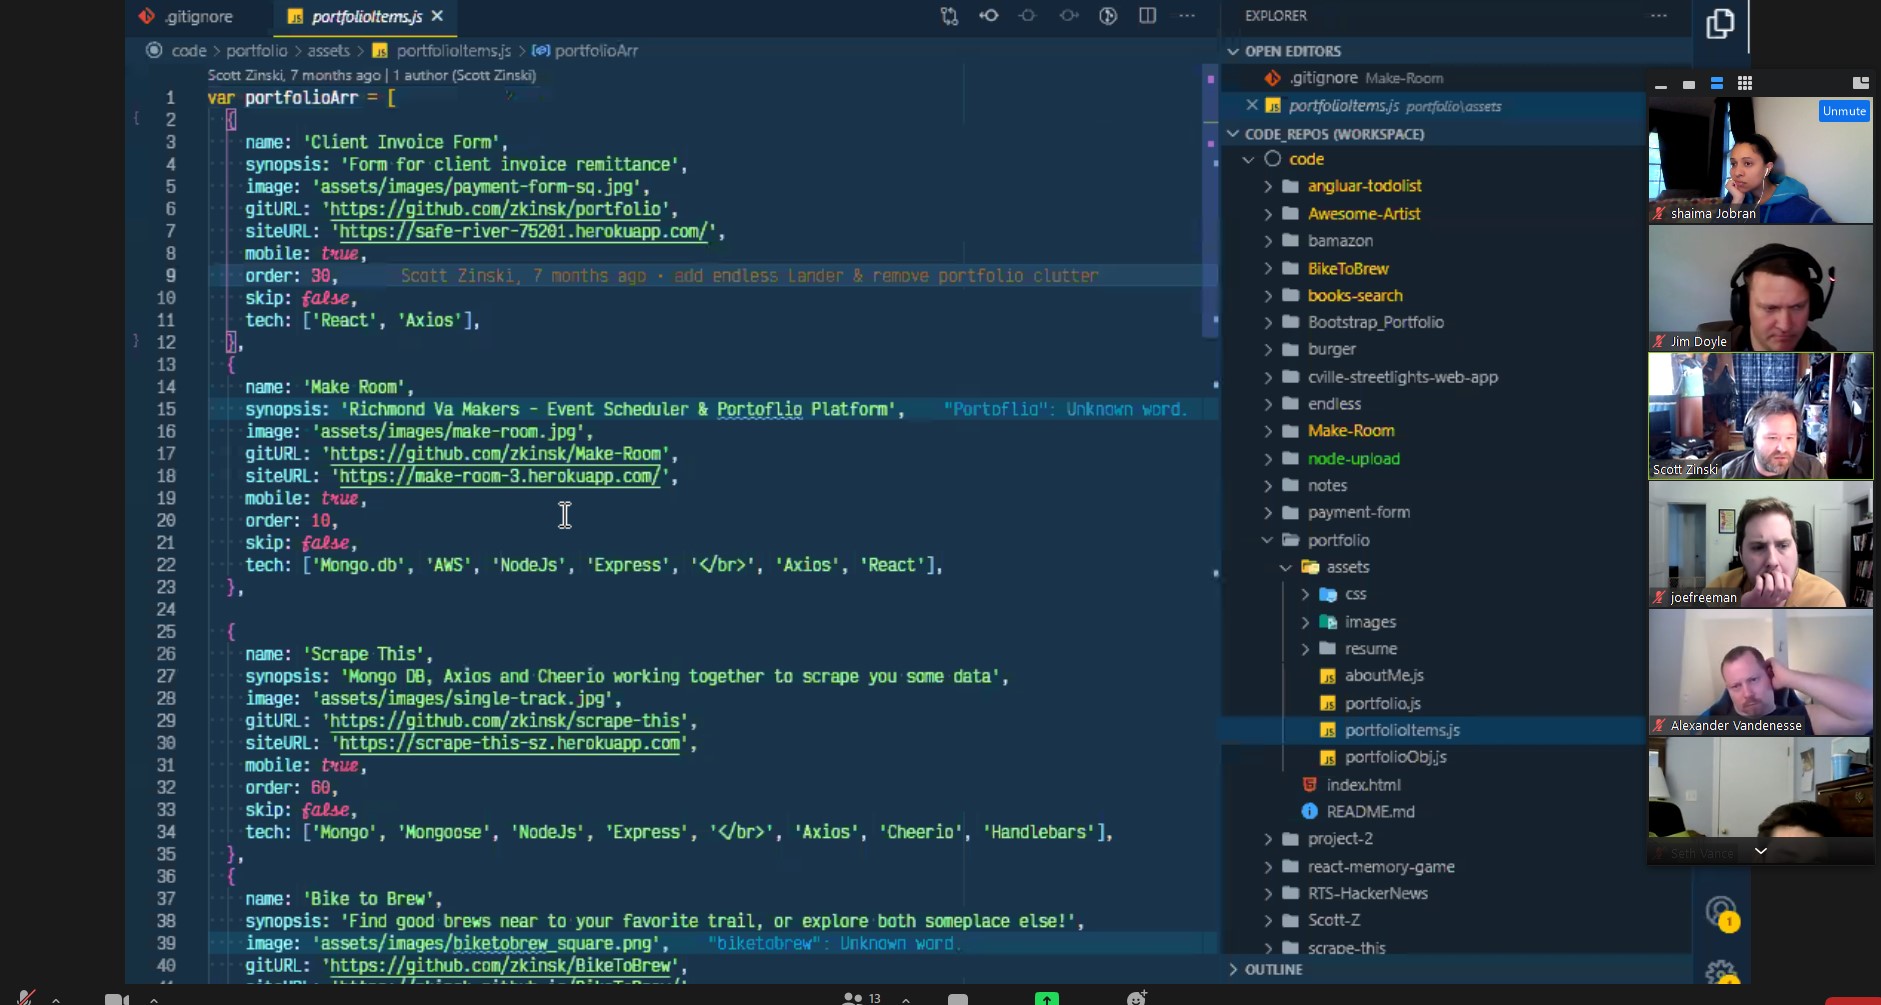 .gitignore
portfolioItems.js
code > portfolio > assets > portfolioItems.js > portfolioArr
Scott Zinski, 7 months ago | 1 author (Scott Zinski)
1 var portfolioArr = [
2 {
3 name: 'Client Invoice Form',
4 synopsis: 'Form for client invoice remittance',
5 image: 'assets/images/payment-form-sq.jpg',
6 gitURL: 'https://github.com/zkinsk/portfolio',
7 siteURL: 'https://safe-river-75201.herokuapp.com/',
8 mobile: true,
9 order: 30, Scott Zinski, 7 months ago · add endless Lander & remove portfolio clutter
10 skip: false,
11 tech: ['React', 'Axios'],
12 },
13 {
14 name: 'Make Room',
15 synopsis: 'Richmond Va Makers - Event Scheduler & Portoflio Platform', "Portoflio": Unknown word.
16 image: 'assets/images/make-room.jpg',
17 gitURL: 'https://github.com/zkinsk/Make-Room',
18 siteURL: 'https://make-room-3.herokuapp.com/',
19 mobile: true,
20 order: 10,
21 skip: false,
22 tech: ['Mongo.db', 'AWS', 'NodeJs', 'Express', '</br>', 'Axios', 'React'],
23 },
24
25 {
26 name: 'Scrape This',
27 synopsis: 'Mongo DB, Axios and Cheerio working together to scrape you some data',
28 image: 'assets/images/single-track.jpg',
29 gitURL: 'https://github.com/zkinsk/scrape-this',
30 siteURL: 'https://scrape-this-sz.herokuapp.com',
31 mobile: true,
32 order: 60,
33 skip: false,
34 tech: ['Mongo', 'Mongoose', 'NodeJs', 'Express', '</br>', 'Axios', 'Cheerio', 'Handlebars'],
35 },
36 {
37 name: 'Bike to Brew',
38 synopsis: 'Find good brews near to your favorite trail, or explore both someplace else!',
39 image: 'assets/images/biketobrew_square.png', "biketobrew": Unknown word.
40 gitURL: 'https://github.com/zkinsk/BikeToBrew',
EXPLORER
OPEN EDITORS
.gitignore Make-Room
portfolioItems.js portfolio\assets
CODE_REPOS (WORKSPACE)
code
angluar-todolist
Awesome-Artist
bamazon
BikeToBrew
books-search
Bootstrap_Portfolio
burger
cville-streetlights-web-app
endless
Make-Room
node-upload
notes
payment-form
portfolio
assets
css
images
resume
aboutMe.js
portfolio.js
portfolioItems.js
portfolioObj.js
index.html
README.md
project-2
react-memory-game
RTS-HackerNews
Scott-Z
scrape-this
OUTLINE
Unmute
shaima Jobran
Jim Doyle
Scott Zinski
joefreeman
Alexander Vandenesse
Seth Vance
1
13